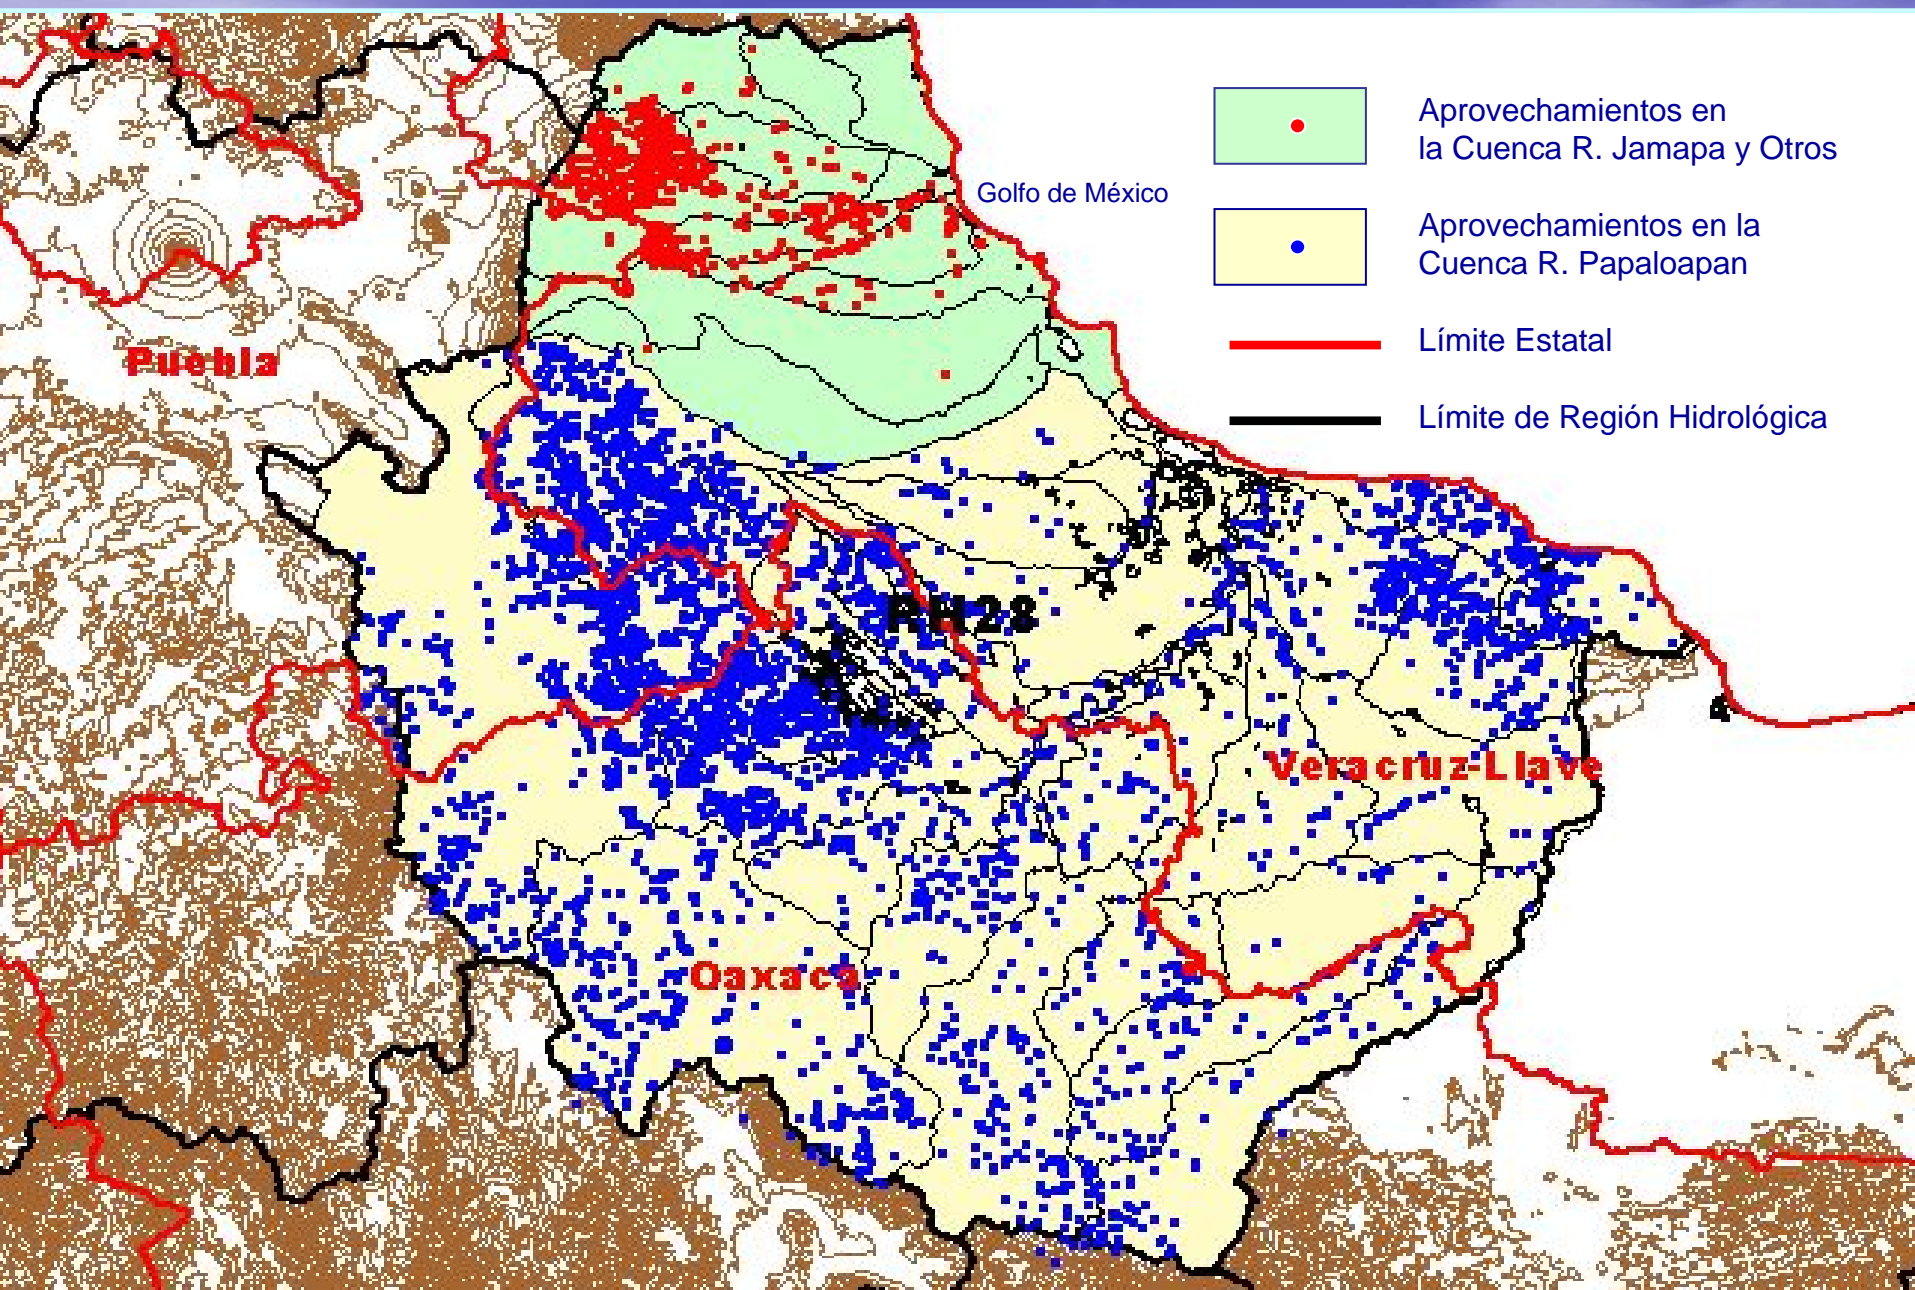 Aprovechamientos en
la Cuenca R. Jamapa y Otros
Golfo de México
Aprovechamientos en la
Cuenca R. Papaloapan
Límite Estatal
Puebla
Límite de Región Hidrológica
RH28
Veracruz-Llave
Oaxaca